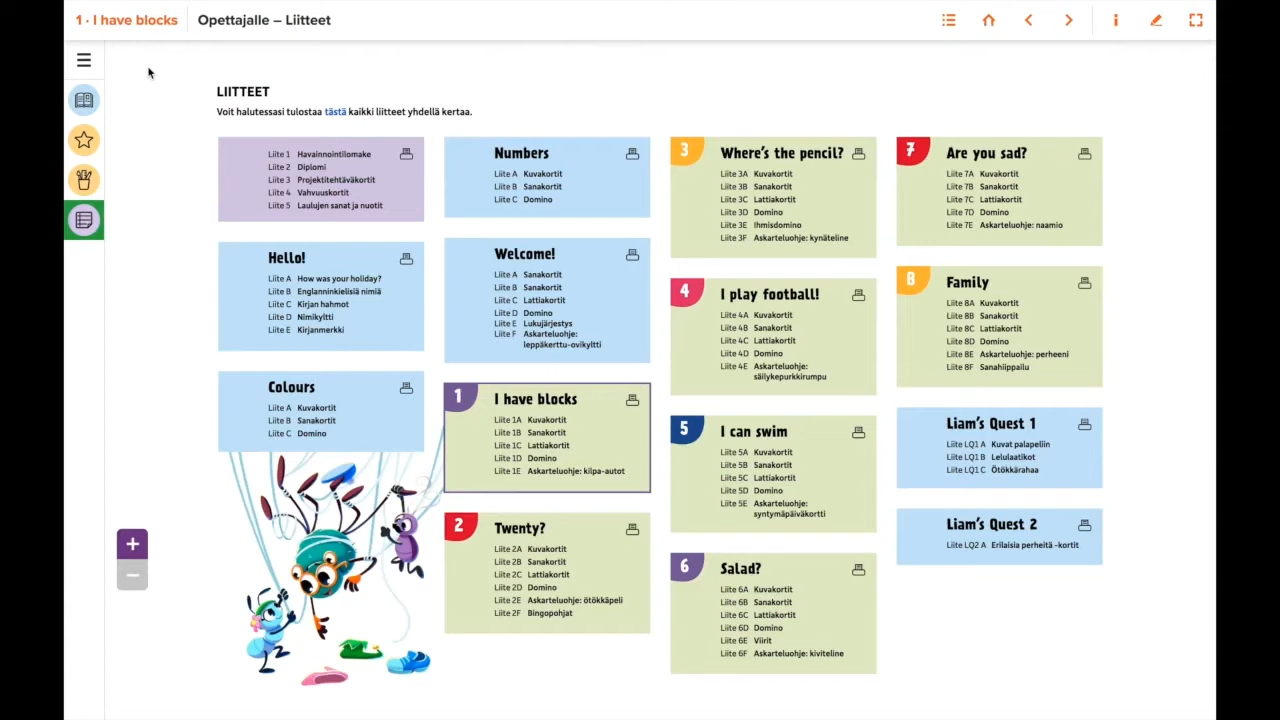 1 · I have blocks
Opettajalle – Liitteet
LIITTEET
Voit halutessasi tulostaa tästä kaikki liitteet yhdellä kertaa.
Liite 1 Havainnointilomake
Liite 2 Diplomi
Liite 3 Projektitehtäväkortit
Liite 4 Vahvuuskortit
Liite 5 Laulujen sanat ja nuotit
Hello!
Liite A How was your holiday?
Liite B Englanninkielisiä nimiä
Liite C Kirjan hahmot
Liite D Nimikyltti
Liite E Kirjanmerkki
Colours
Liite A Kuvakortit
Liite B Sanakortit
Liite C Domino
Numbers
Liite A Kuvakortit
Liite B Sanakortit
Liite C Domino
Welcome!
Liite A Sanakortit
Liite B Sanakortit
Liite C Lattiakortit
Liite D Domino
Liite E Lukujärjestys
Liite F Askarteluohje:
leppäkerttu-ovikyltti
1 I have blocks
Liite 1A Kuvakortit
Liite 1B Sanakortit
Liite 1C Lattiakortit
Liite 1D Domino
Liite 1E Askarteluohje: kilpa-autot
2 Twenty?
Liite 2A Kuvakortit
Liite 2B Sanakortit
Liite 2C Lattiakortit
Liite 2D Domino
Liite 2E Askarteluohje: ötökkäpeli
Liite 2F Bingopohjat
3 Where's the pencil?
Liite 3A Kuvakortit
Liite 3B Sanakortit
Liite 3C Lattiakortit
Liite 3D Domino
Liite 3E Ihmisdomino
Liite 3F Askarteluohje: kynäteline
4 I play football!
Liite 4A Kuvakortit
Liite 4B Sanakortit
Liite 4C Lattiakortit
Liite 4D Domino
Liite 4E Askarteluohje:
säilykepurkkirumpu
5 I can swim
Liite 5A Kuvakortit
Liite 5B Sanakortit
Liite 5C Lattiakortit
Liite 5D Domino
Liite 5E Askarteluohje:
syntymäpäiväkortti
6 Salad?
Liite 6A Kuvakortit
Liite 6B Sanakortit
Liite 6C Lattiakortit
Liite 6D Domino
Liite 6E Viirit
Liite 6F Askarteluohje: kiviteline
7 Are you sad?
Liite 7A Kuvakortit
Liite 7B Sanakortit
Liite 7C Lattiakortit
Liite 7D Domino
Liite 7E Askarteluohje: naamio
8 Family
Liite 8A Kuvakortit
Liite 8B Sanakortit
Liite 8C Lattiakortit
Liite 8D Domino
Liite 8E Askarteluohje: perheeni
Liite 8F Sanahiippailu
Liam's Quest 1
Liite LQ1 A Kuvat palapeliin
Liite LQ1 B Lelulaatikot
Liite LQ1 C Ötökkärahaa
Liam's Quest 2
Liite LQ2 A Erilaisia perheitä -kortit